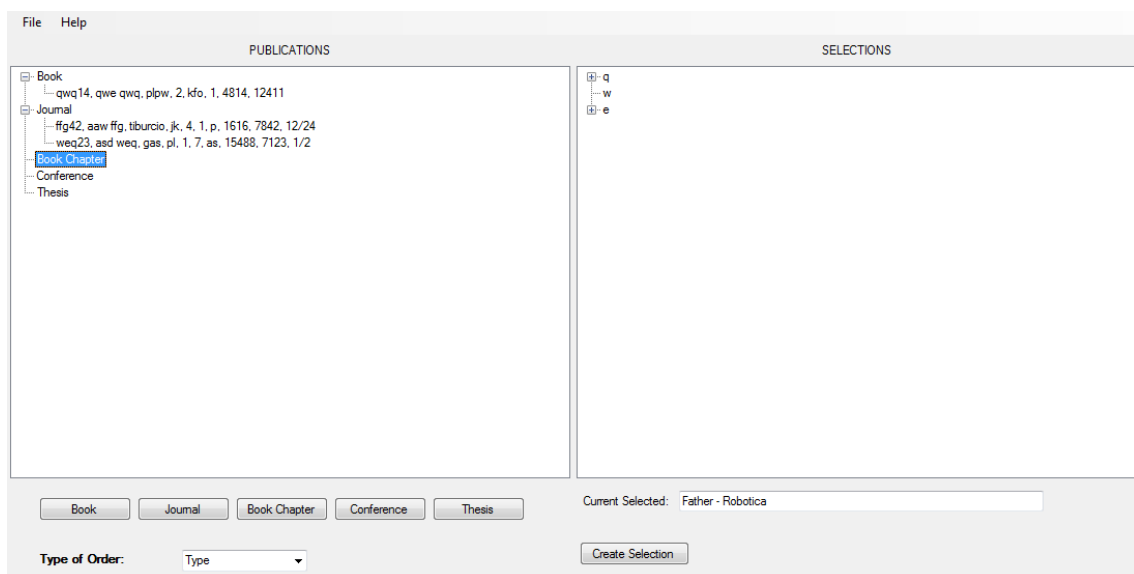 File Help
PUBLICATIONS
Book
qwq14, qwe qwq, plpw, 2, kfo, 1, 4814, 12411
Journal
ffg42, aaw ffg, tiburcio, jk, 4, 1, p, 1616, 7842, 12/24
weq23, asd weq, gas, pl, 1, 7, as, 15488, 7123, 1/2
Book Chapter
Conference
Thesis
SELECTIONS
q
w
e
Book Journal Book Chapter Conference Thesis
Current Selected: Father - Robotica
Type of Order: Type
Create Selection